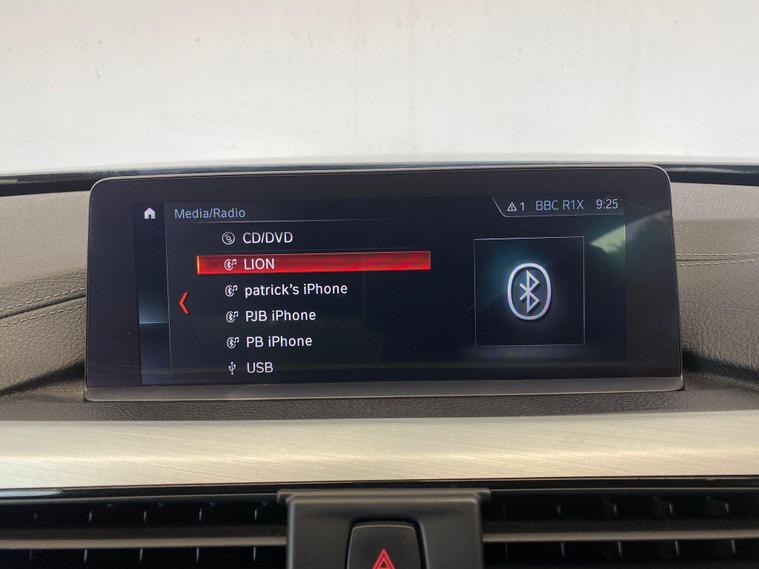 Media/Radio
1 BBC R1X 9:25
CD/DVD
LION
patrick's iPhone
PJB iPhone
PB iPhone
USB